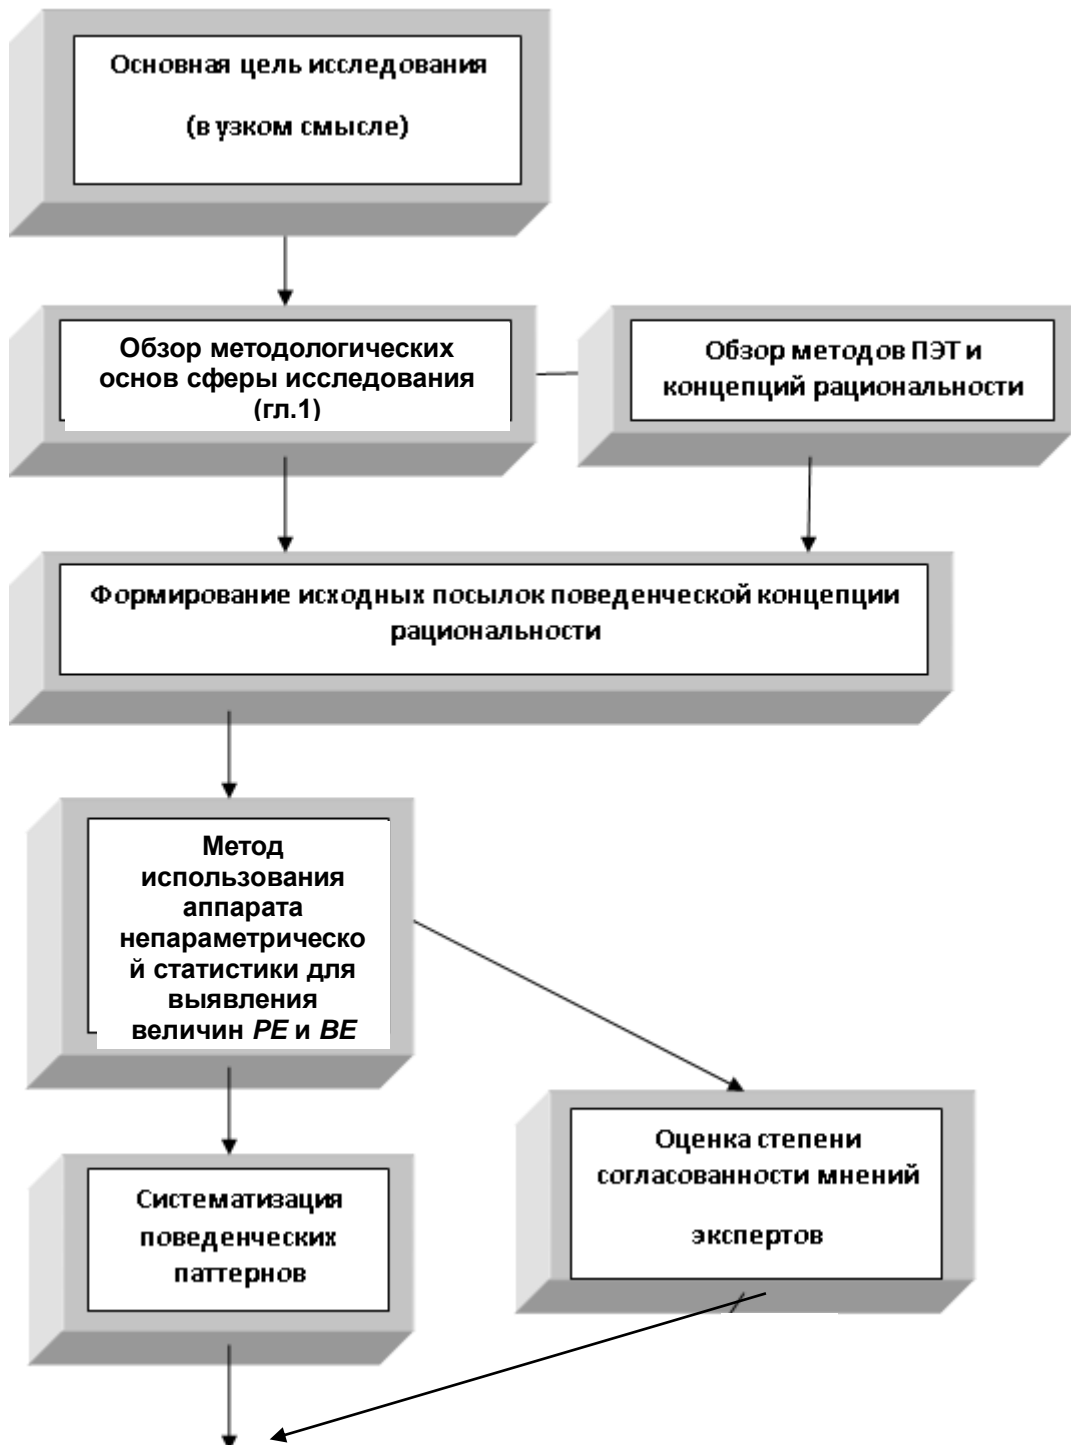 Основная цель исследования
(в узком смысле)
Обзор методологических
основ сферы исследования
(гл.1)
Обзор методов ПЭТ и
концепций рациональности
Формирование исходных посылок поведенческой концепции
рациональности
Метод
использования
аппарата
непараметрическо
й статистики для
выявления
величин PE и BE
Систематизация
поведенческих
паттернов
Оценка степени
согласованности мнений
экспертов